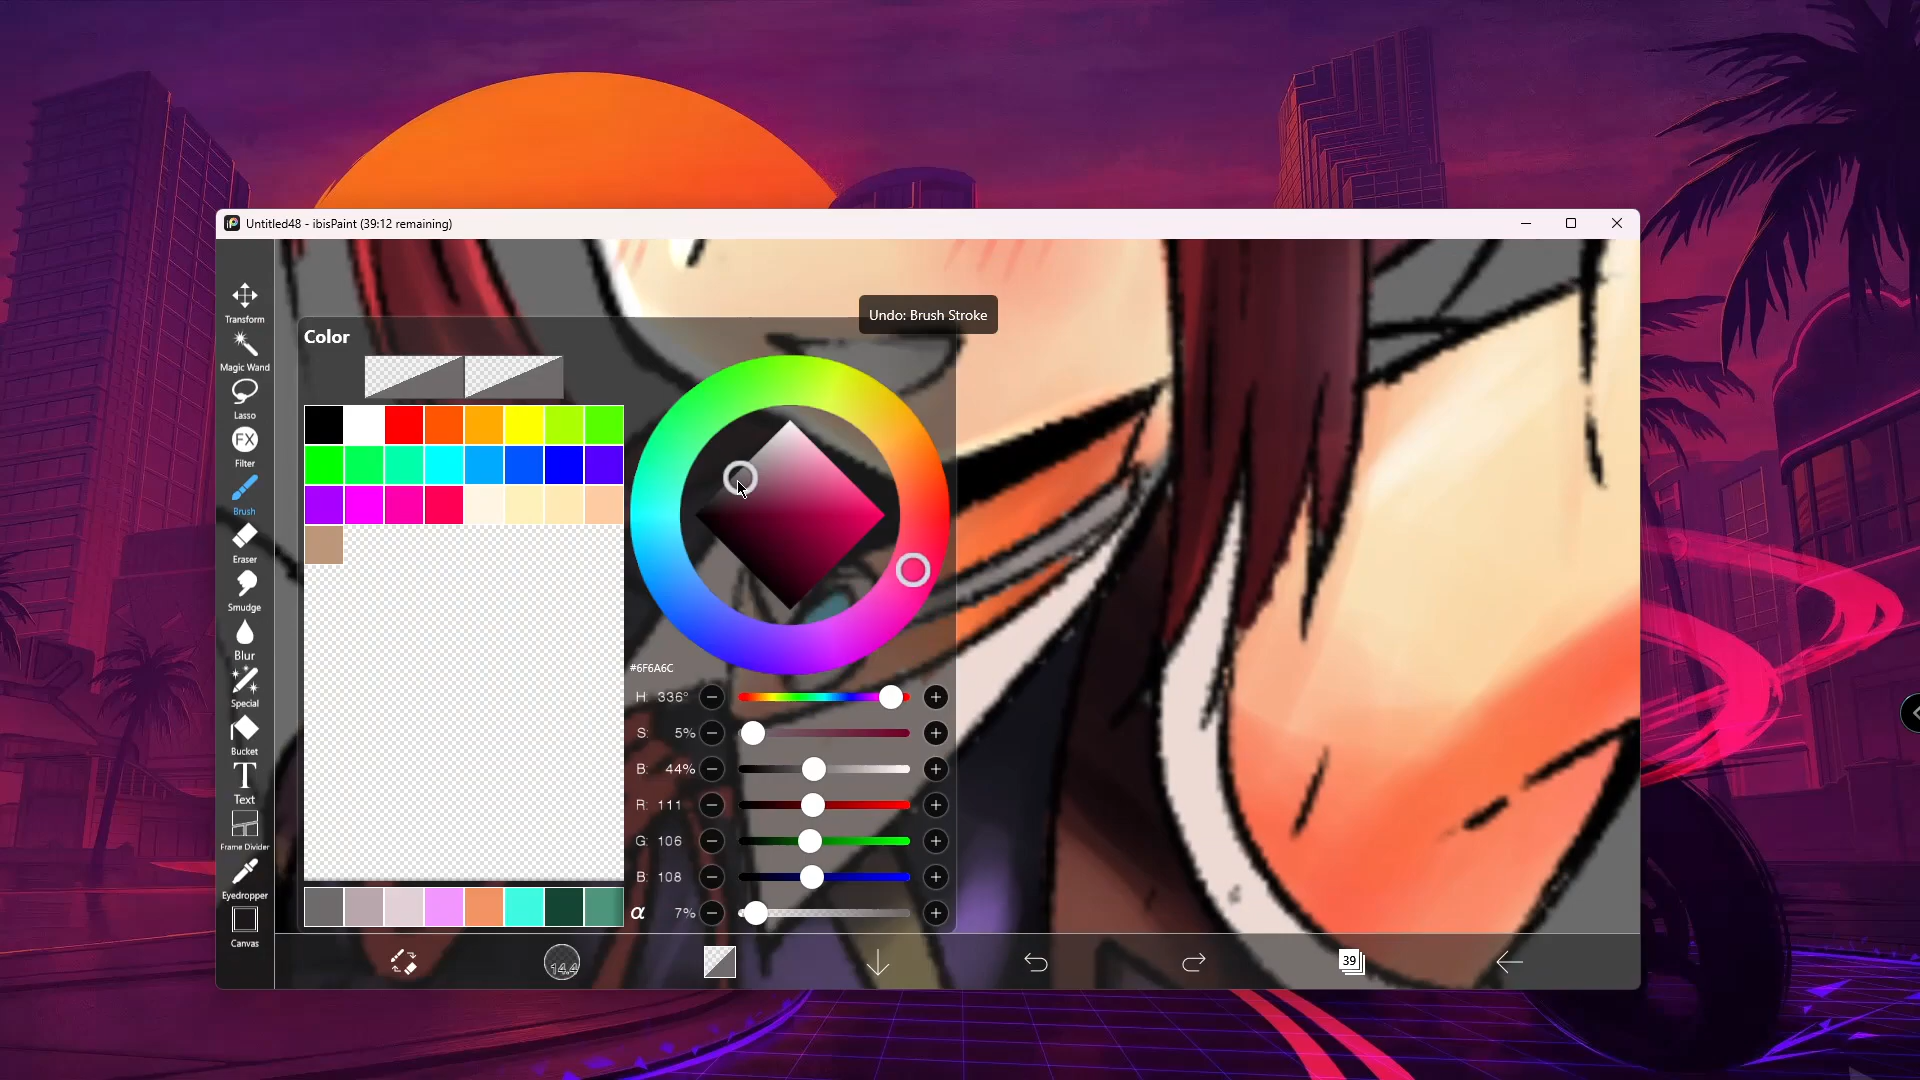 Untitled48 - ibisPaint (39:12 remaining)
Undo: Brush Stroke
Transform
Magic Wand
Lasso
FX
Filter
Brush
Eraser
Smudge
Blur
Special
Bucket
T
Text
Frame Divider
Eyedropper
Canvas
Color
#6F6A6C
H: 336°
S: 5%
B: 44%
R: 111
G: 106
B: 108
α 7%
14.4
39